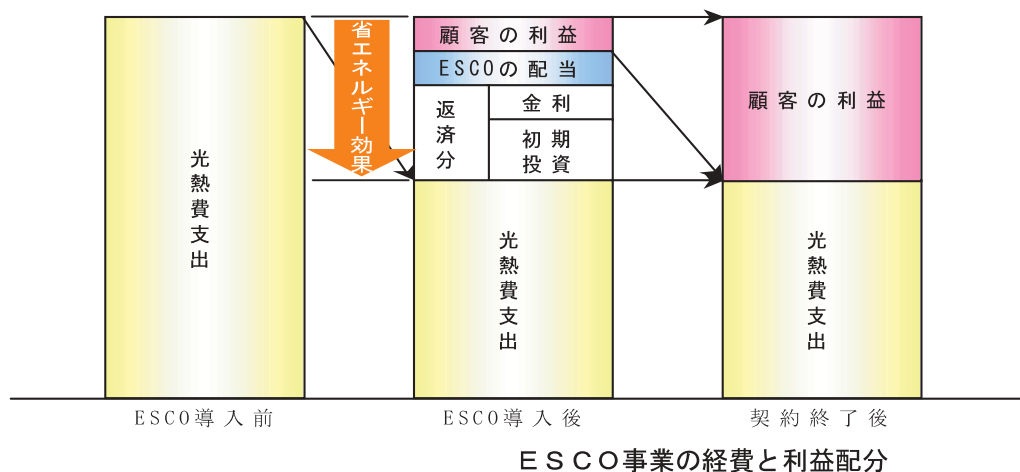 光熱費支出
省エネルギー効果
顧客の利益
ESCOの配当
返済分
金利
初期
投資
光熱費支出
顧客の利益
光熱費支出
ESCO導入前
ESCO導入後
契約終了後
ESCO事業の経費と利益配分